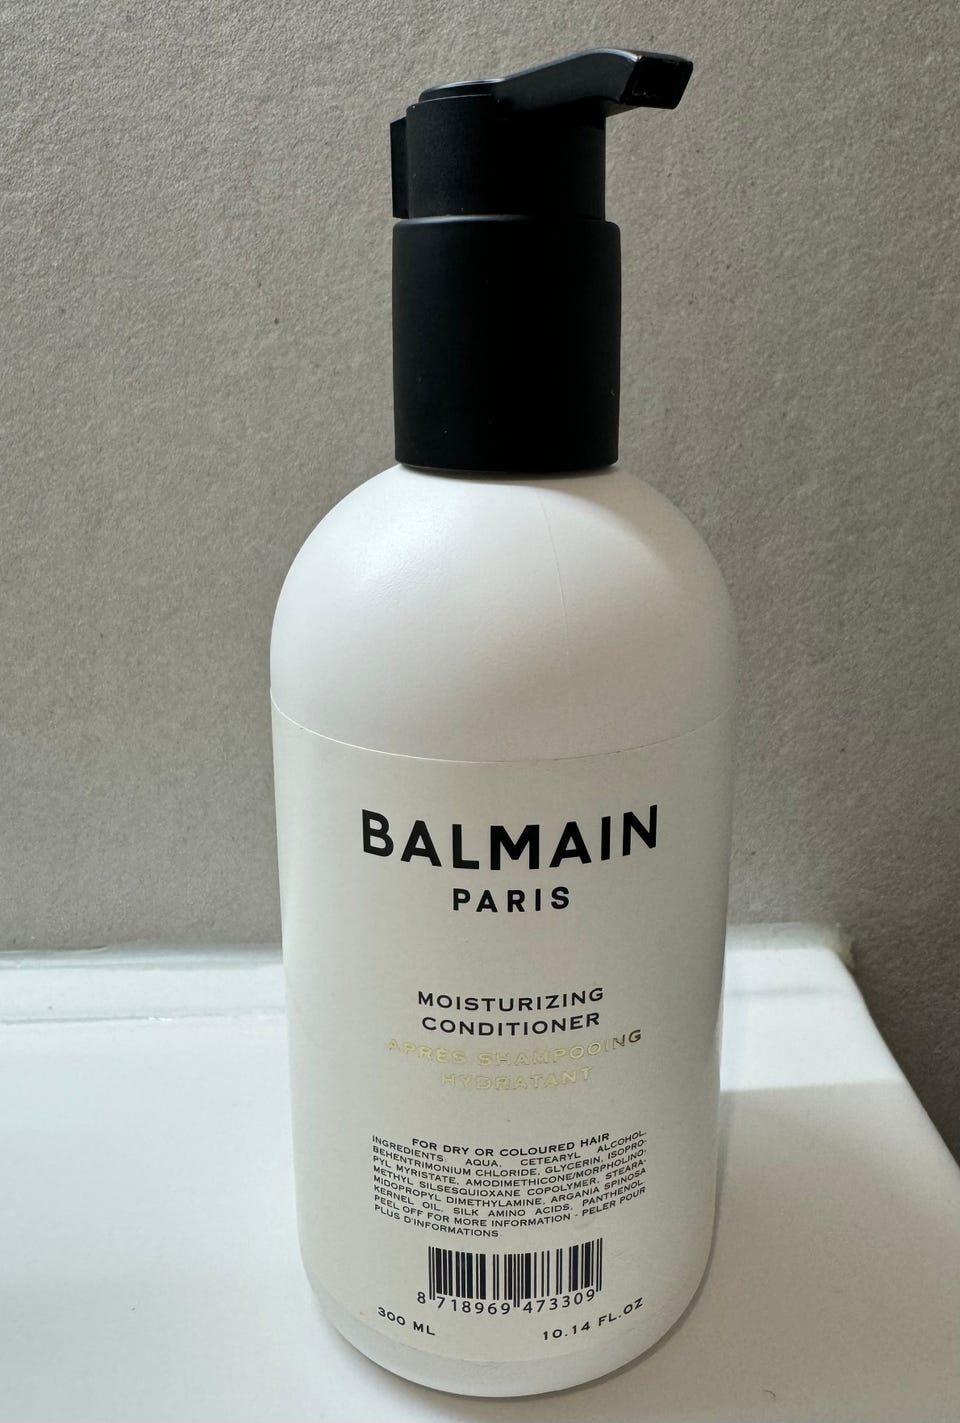 BALMAIN
PARIS
MOISTURIZING
CONDITIONER
APRÈS SHAMPOOING
HYDRATANT
FOR DRY OR COLOURED HAIR
INGREDIENTS: AQUA, CETEARYL ALCOHOL,
BEHENTRIMONIUM CHLORIDE, GLYCERIN, ISOPRO-
PYL MYRISTATE, AMODIMETHICONE/MORPHOLINO-
METHYL SILSESQUIOXANE COPOLYMER, STEARA-
MIDOPROPYL DIMETHYLAMINE, ARGANIA SPINOSA
KERNEL OIL, SILK AMINO ACIDS, PANTHENOL.
PEEL OFF FOR MORE INFORMATION - PELER POUR
PLUS D'INFORMATIONS.
8 718969 473309
300 ML 10.14 FL.OZ